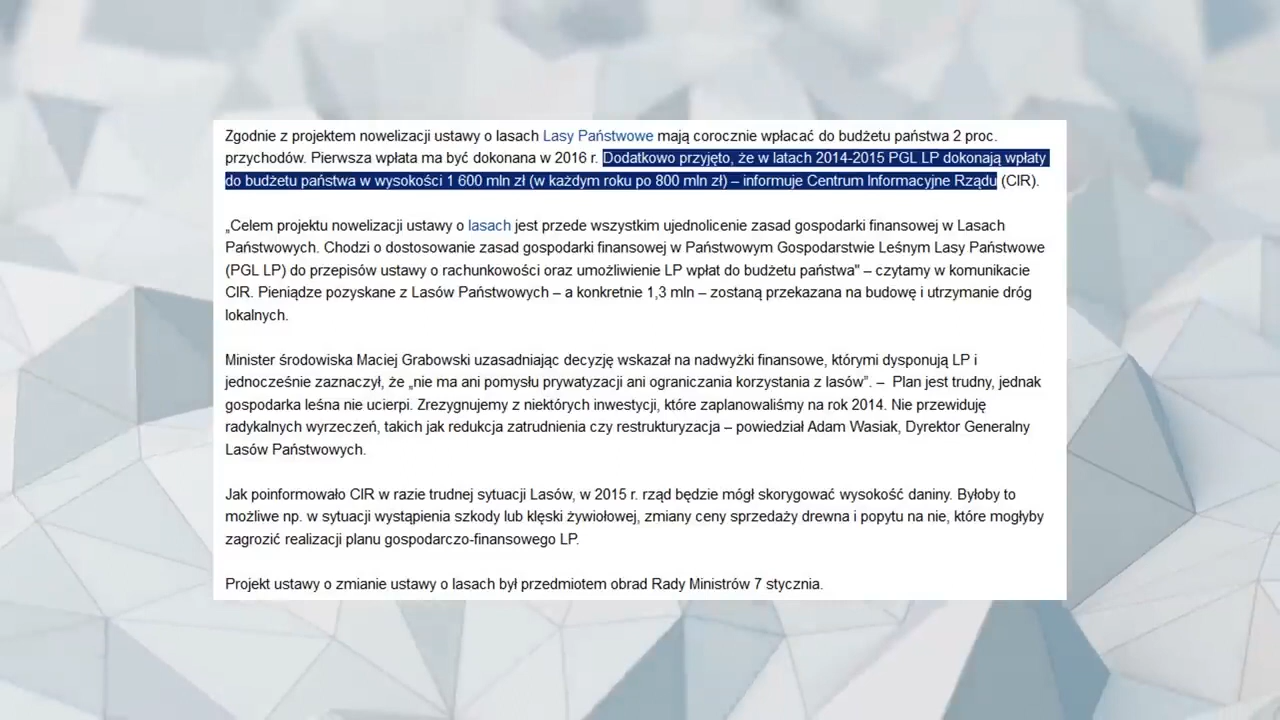 Zgodnie z projektem nowelizacji ustawy o lasach Lasy Państwowe mają corocznie wpłacać do budżetu państwa 2 proc.
przychodów. Pierwsza wpłata ma być dokonana w 2016 r. Dodatkowo przyjęto, że w latach 2014-2015 PGL LP dokonają wpłaty
do budżetu państwa w wysokości 1 600 mln zł (w każdym roku po 800 mln zł) – informuje Centrum Informacyjne Rządu (CIR).
„Celem projektu nowelizacji ustawy o lasach jest przede wszystkim ujednolicenie zasad gospodarki finansowej w Lasach
Państwowych. Chodzi o dostosowanie zasad gospodarki finansowej w Państwowym Gospodarstwie Leśnym Lasy Państwowe
(PGL LP) do przepisów ustawy o rachunkowości oraz umożliwienie LP wpłat do budżetu państwa" – czytamy w komunikacie
CIR. Pieniądze pozyskane z Lasów Państwowych – a konkretnie 1,3 mln – zostaną przekazana na budowę i utrzymanie dróg
lokalnych.
Minister środowiska Maciej Grabowski uzasadniając decyzję wskazał na nadwyżki finansowe, którymi dysponują LP i
jednocześnie zaznaczył, że „nie ma ani pomysłu prywatyzacji ani ograniczania korzystania z lasów”. – Plan jest trudny, jednak
gospodarka leśna nie ucierpi. Zrezygnujemy z niektórych inwestycji, które zaplanowaliśmy na rok 2014. Nie przewiduję
radykalnych wyrzeczeń, takich jak redukcja zatrudnienia czy restrukturyzacja – powiedział Adam Wasiak, Dyrektor Generalny
Lasów Państwowych.
Jak poinformowało CIR w razie trudnej sytuacji Lasów, w 2015 r. rząd będzie mógł skorygować wysokość daniny. Byłoby to
możliwe np. w sytuacji wystąpienia szkody lub klęski żywiołowej, zmiany ceny sprzedaży drewna i popytu na nie, które mogłyby
zagrozić realizacji planu gospodarczo-finansowego LP.
Projekt ustawy o zmianie ustawy o lasach był przedmiotem obrad Rady Ministrów 7 stycznia.